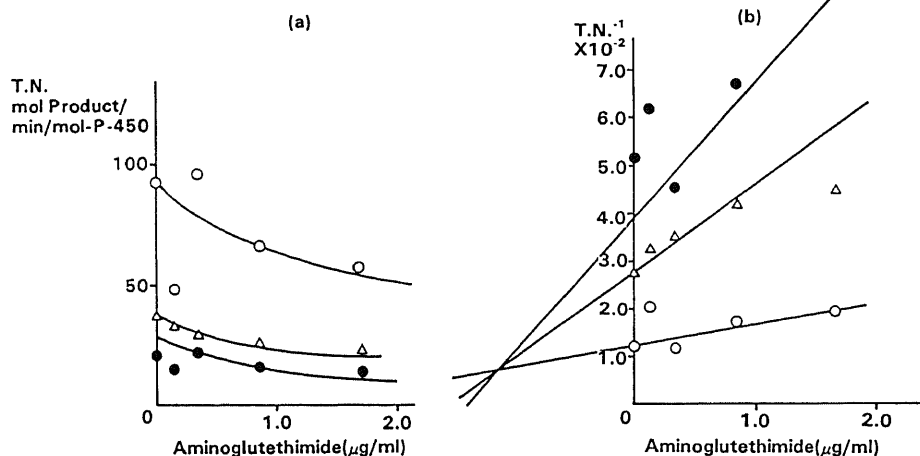 (a)
T.N.
mol Product/
min/mol-P-450
100
50
0
1.0
2.0
Aminoglutethimide(μg/ml)
(b)
T.N.⁻¹
X10⁻²
7.0
6.0
5.0
4.0
3.0
2.0
1.0
0
1.0
2.0
Aminoglutethimide(μg/ml)